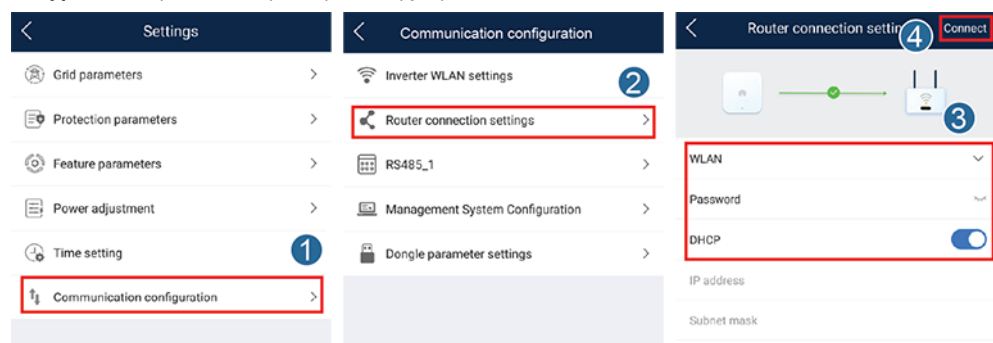 Settings
Grid parameters
Protection parameters
Feature parameters
Power adjustment
Time setting
1
Communication configuration
Communication configuration
Inverter WLAN settings
2
Router connection settings
RS485_1
Management System Configuration
Dongle parameter settings
Router connection settin
4
Connect
3
WLAN
Password
DHCP
IP address
Subnet mask